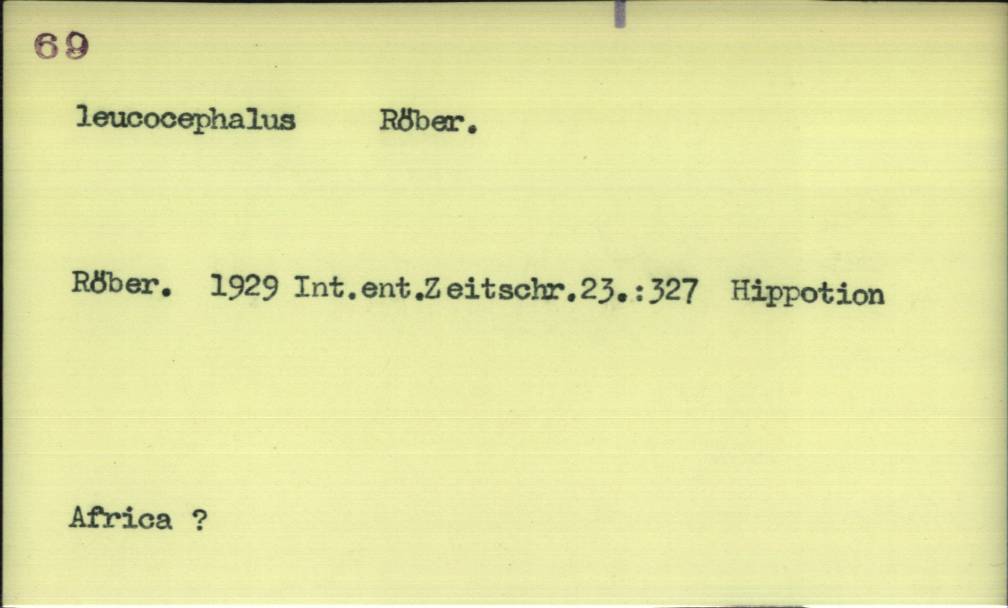 69
leucocephalus Röber.
Röber. 1929 Int.ent.Zeitschr.23.:327 Hippotion
Africa ?